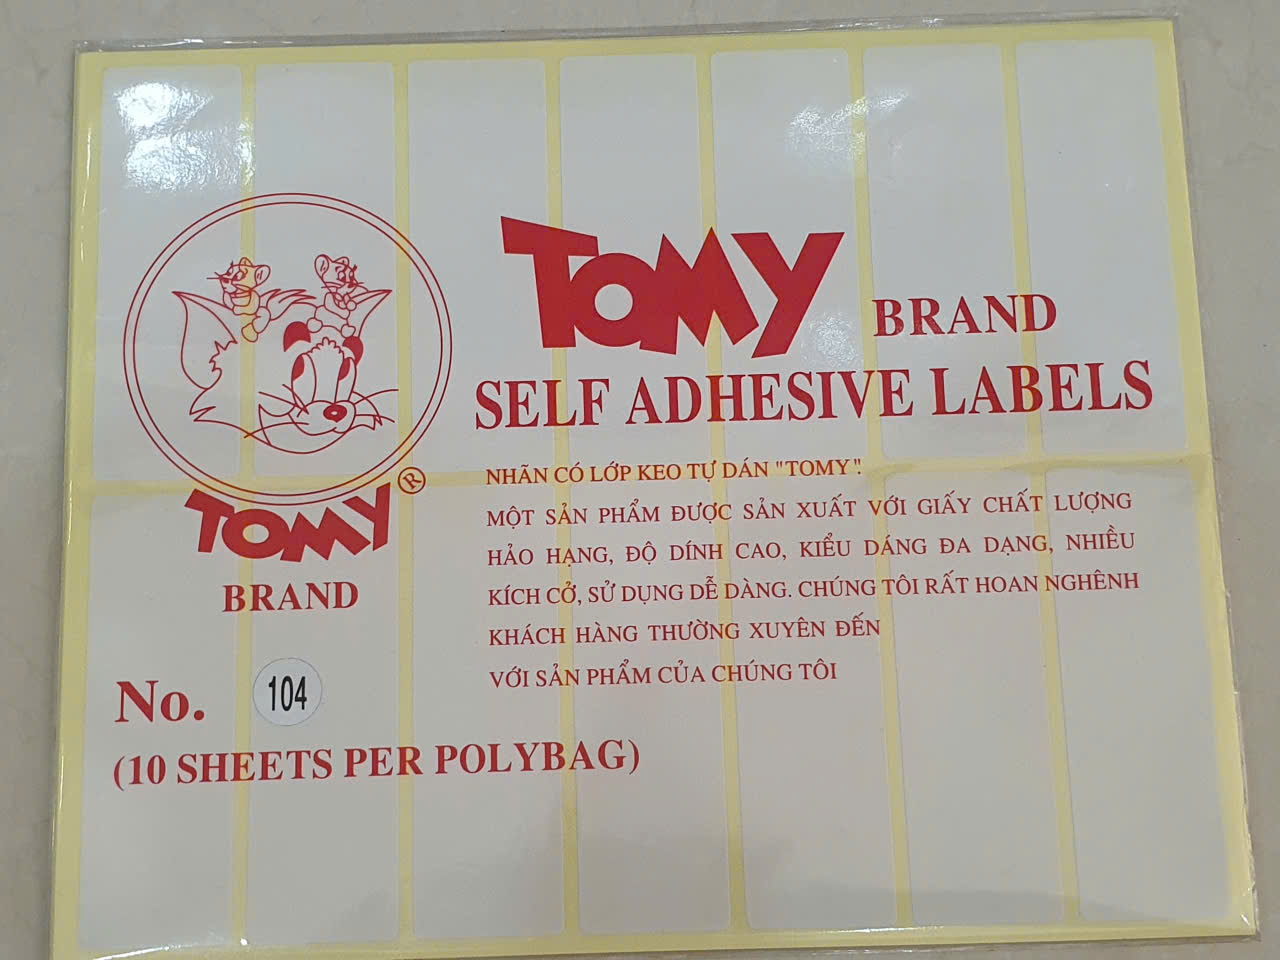 TOMY BRAND
SELF ADHESIVE LABELS
NHÃN CÓ LỚP KEO TỰ DÁN "TOMY".
MỘT SẢN PHẨM ĐƯỢC SẢN XUẤT VỚI GIẤY CHẤT LƯỢNG
HẢO HẠNG, ĐỘ DÍNH CAO, KIỂU DÁNG ĐA DẠNG, NHIỀU
KÍCH CỞ, SỬ DỤNG DỄ DÀNG. CHÚNG TÔI RẤT HOAN NGHÊNH
KHÁCH HÀNG THƯỜNG XUYÊN ĐẾN
VỚI SẢN PHẨM CỦA CHÚNG TÔI
TOMY ®
BRAND
No. 104
(10 SHEETS PER POLYBAG)